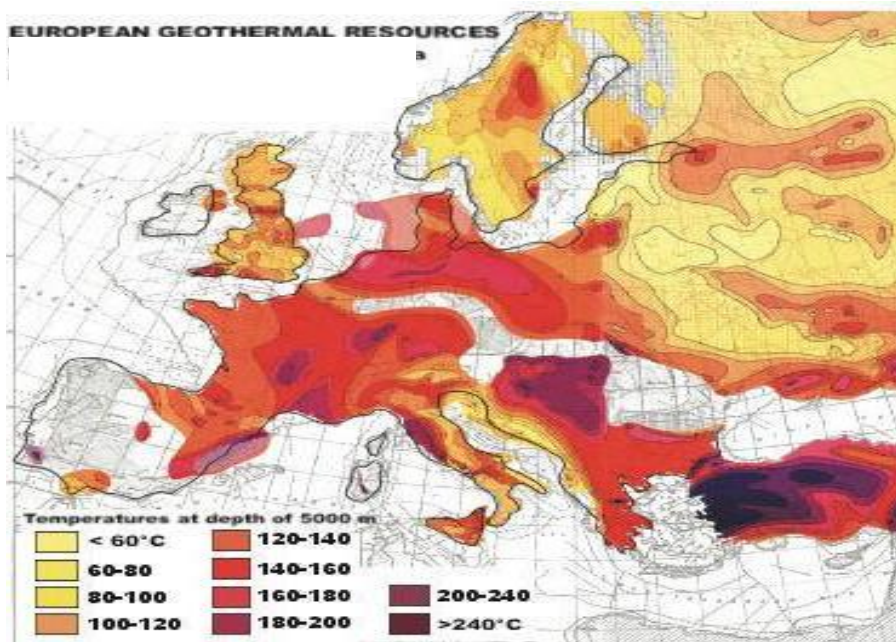 EUROPEAN GEOTHERMAL RESOURCES
Temperatures at depth of 5000 m
< 60°C
60-80
80-100
100-120
120-140
140-160
160-180
180-200
200-240
>240°C